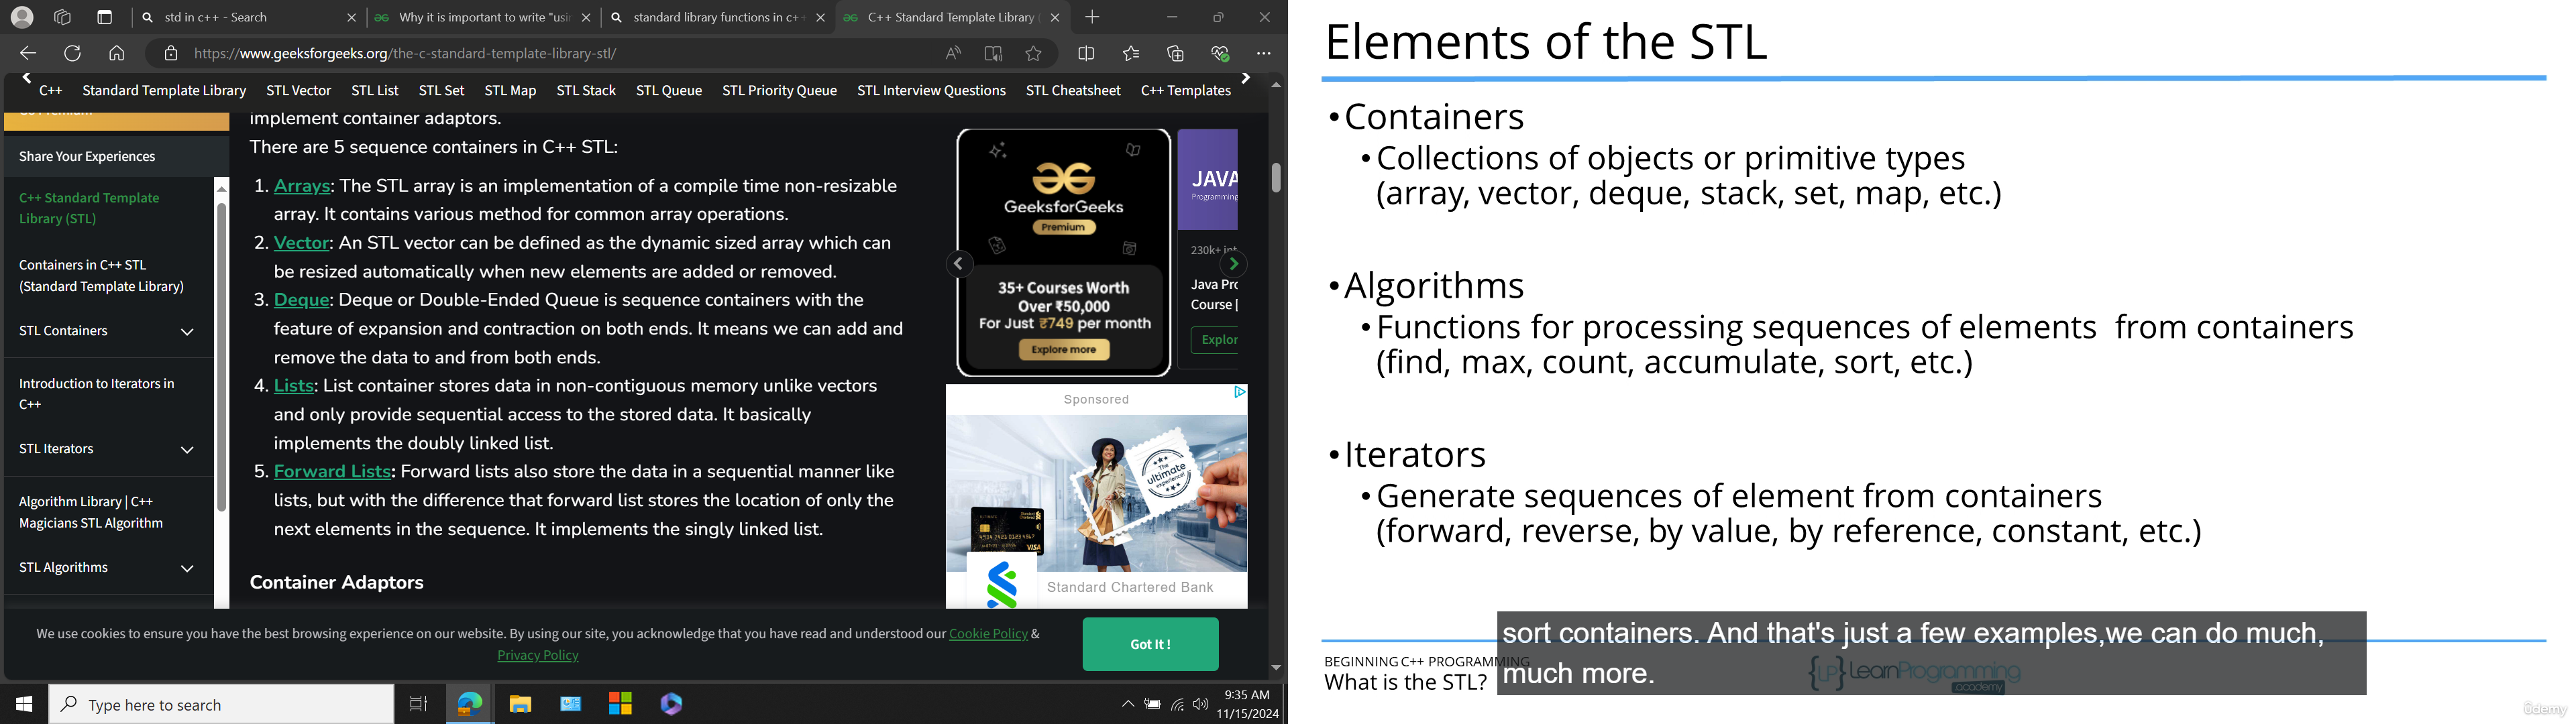 std in c++ - Search
Why it is important to write "usi
standard library functions in c+
C++ Standard Template Library (
https://www.geeksforgeeks.org/the-c-standard-template-library-stl/
C++ Standard Template Library STL Vector STL List STL Set STL Map STL Stack STL Queue STL Priority Queue STL Interview Questions STL Cheatsheet C++ Templates
Share Your Experiences
C++ Standard Template
Library (STL)
Containers in C++ STL
(Standard Template Library)
STL Containers
Introduction to Iterators in
C++
STL Iterators
Algorithm Library | C++
Magicians STL Algorithm
STL Algorithms
implement container adaptors.
There are 5 sequence containers in C++ STL:
1. Arrays: The STL array is an implementation of a compile time non-resizable
array. It contains various method for common array operations.
2. Vector: An STL vector can be defined as the dynamic sized array which can
be resized automatically when new elements are added or removed.
3. Deque: Deque or Double-Ended Queue is sequence containers with the
feature of expansion and contraction on both ends. It means we can add and
remove the data to and from both ends.
4. Lists: List container stores data in non-contiguous memory unlike vectors
and only provide sequential access to the stored data. It basically
implements the doubly linked list.
5. Forward Lists: Forward lists also store the data in a sequential manner like
lists, but with the difference that forward list stores the location of only the
next elements in the sequence. It implements the singly linked list.
Container Adaptors
GeeksforGeeks
Premium
35+ Courses Worth
Over ₹50,000
For Just ₹749 per month
Explore more
JAVA
Programming
230k+ int
Java Pro
Course |
Explor
Sponsored
The
ultimate
experience!
VISA
Standard Chartered Bank
We use cookies to ensure you have the best browsing experience on our website. By using our site, you acknowledge that you have read and understood our Cookie Policy &
Privacy Policy
Got It !
Type here to search
9:35 AM
11/15/2024
Elements of the STL
•Containers
•Collections of objects or primitive types
(array, vector, deque, stack, set, map, etc.)
•Algorithms
•Functions for processing sequences of elements from containers
(find, max, count, accumulate, sort, etc.)
•Iterators
•Generate sequences of element from containers
(forward, reverse, by value, by reference, constant, etc.)
sort containers. And that's just a few examples,we can do much,
much more.
BEGINNING C++ PROGRAMMING
What is the STL?
{LP} LearnProgramming
academy
ûdemy